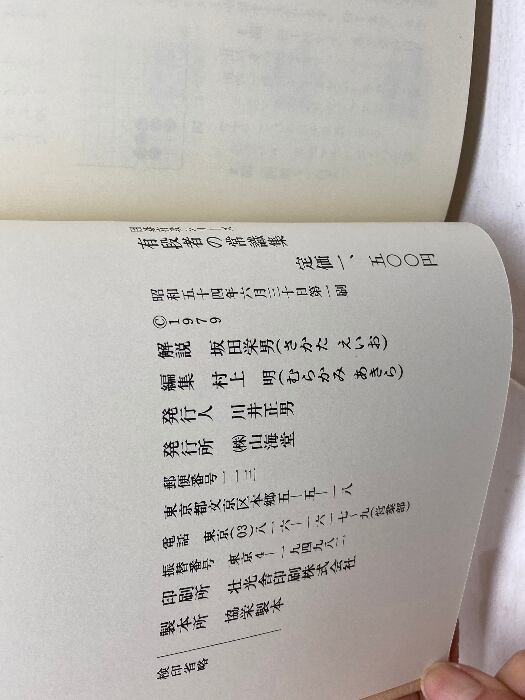 有段者の常識集
定価一、五〇〇円
昭和五十四年六月三十日第一刷
©1979
解説 坂田栄男(さかた えいお)
編集 村上 明(むらかみ あきら)
発行人 川井正男
発行所 ㈱山海堂
郵便番号一一三
東京都文京区本郷五ー五ー一八
電話 東京(03)八一六ー一六一七~九(営業部)
振替番号 東京4ー一九四九八二
印刷所 壮光舎印刷株式会社
製本所 協栄製本
検印省略